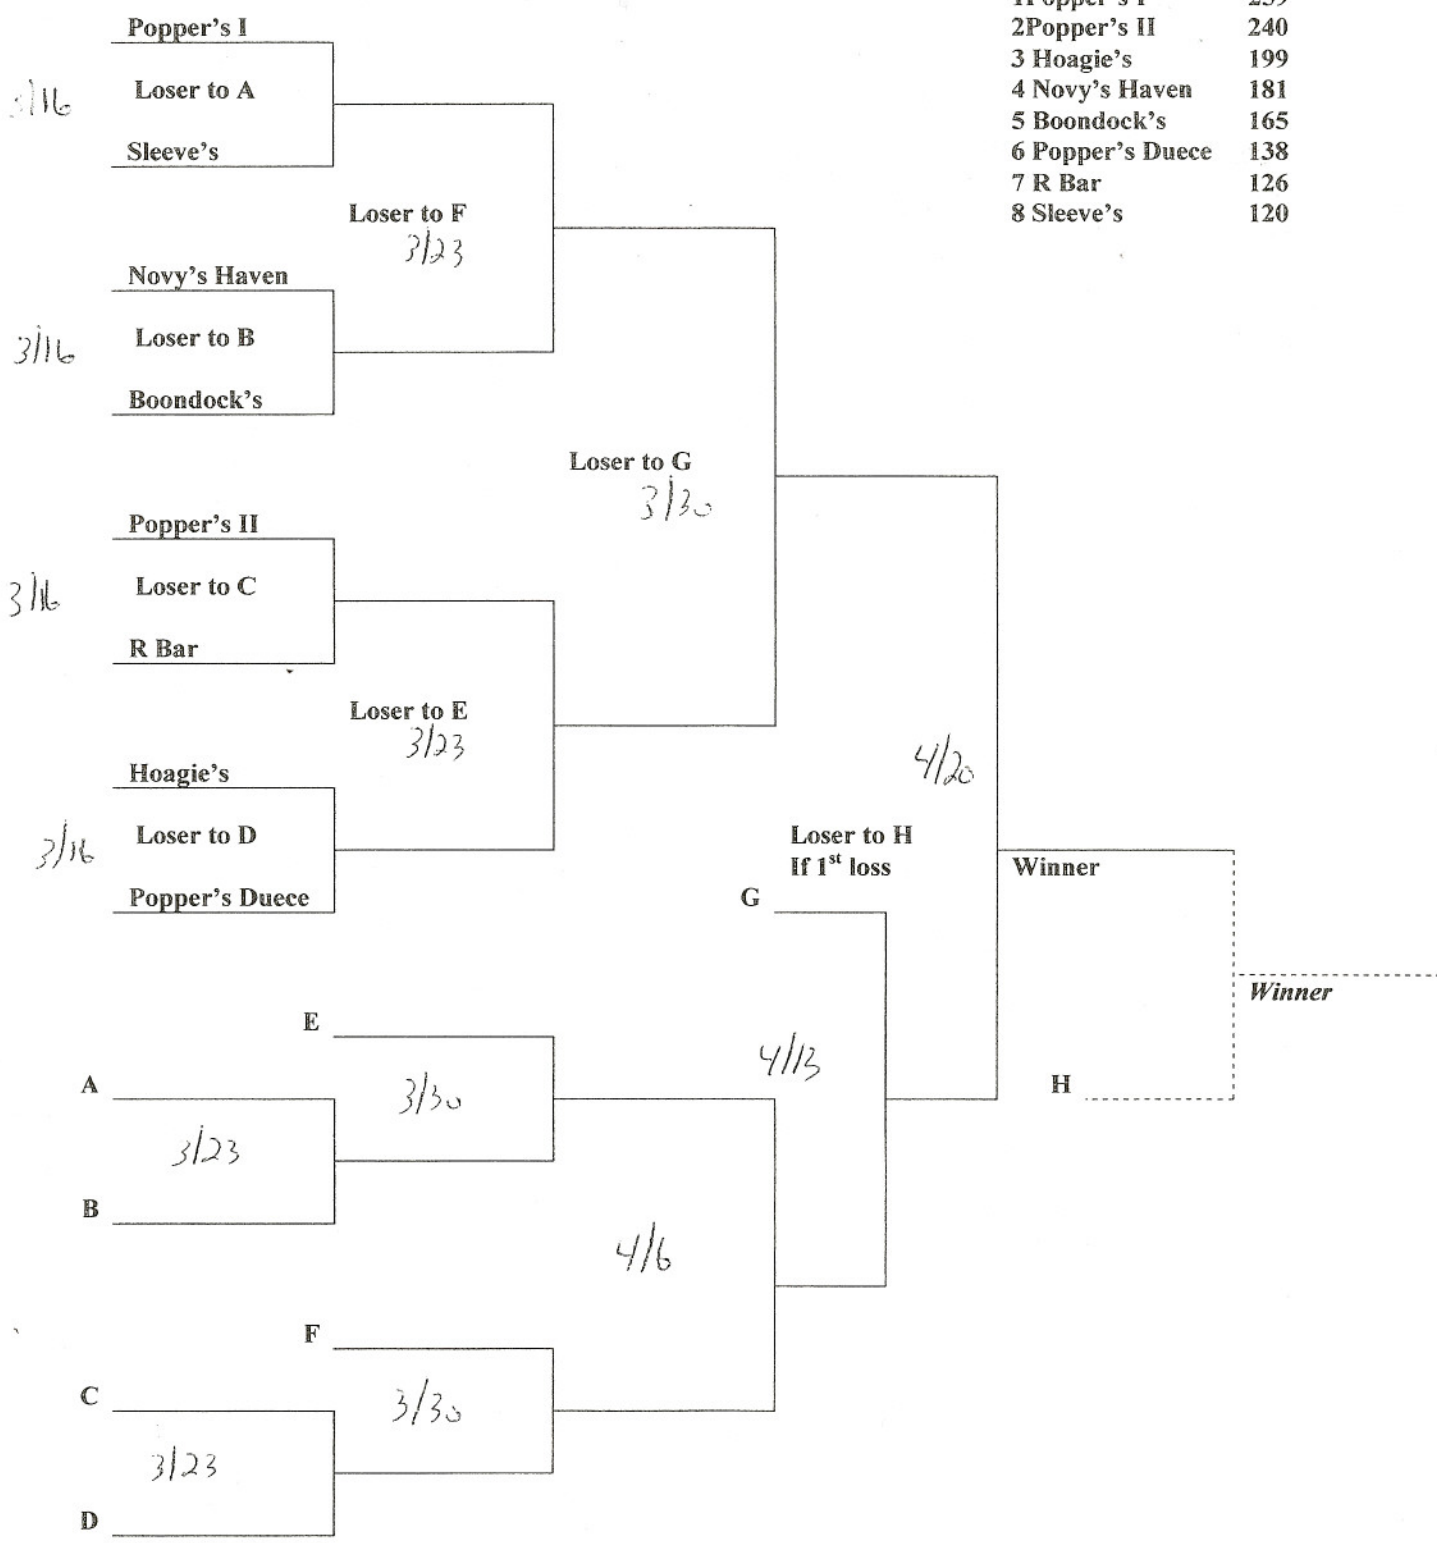 1Popper's I 239
2Popper's II 240
3 Hoagie's 199
4 Novy's Haven 181
5 Boondock's 165
6 Popper's Duece 138
7 R Bar 126
8 Sleeve's 120
Popper's I
3/16
Loser to A
Sleeve's
Loser to F
3/23
Novy's Haven
3/16
Loser to B
Boondock's
Loser to G
3/30
Popper's II
3/16
Loser to C
R Bar
Loser to E
3/23
Hoagie's
3/16
Loser to D
Popper's Duece
4/20
Loser to H
If 1st loss
Winner
G
Winner
E
4/13
A
3/30
H
3/23
B
4/6
F
C
3/30
3/23
D